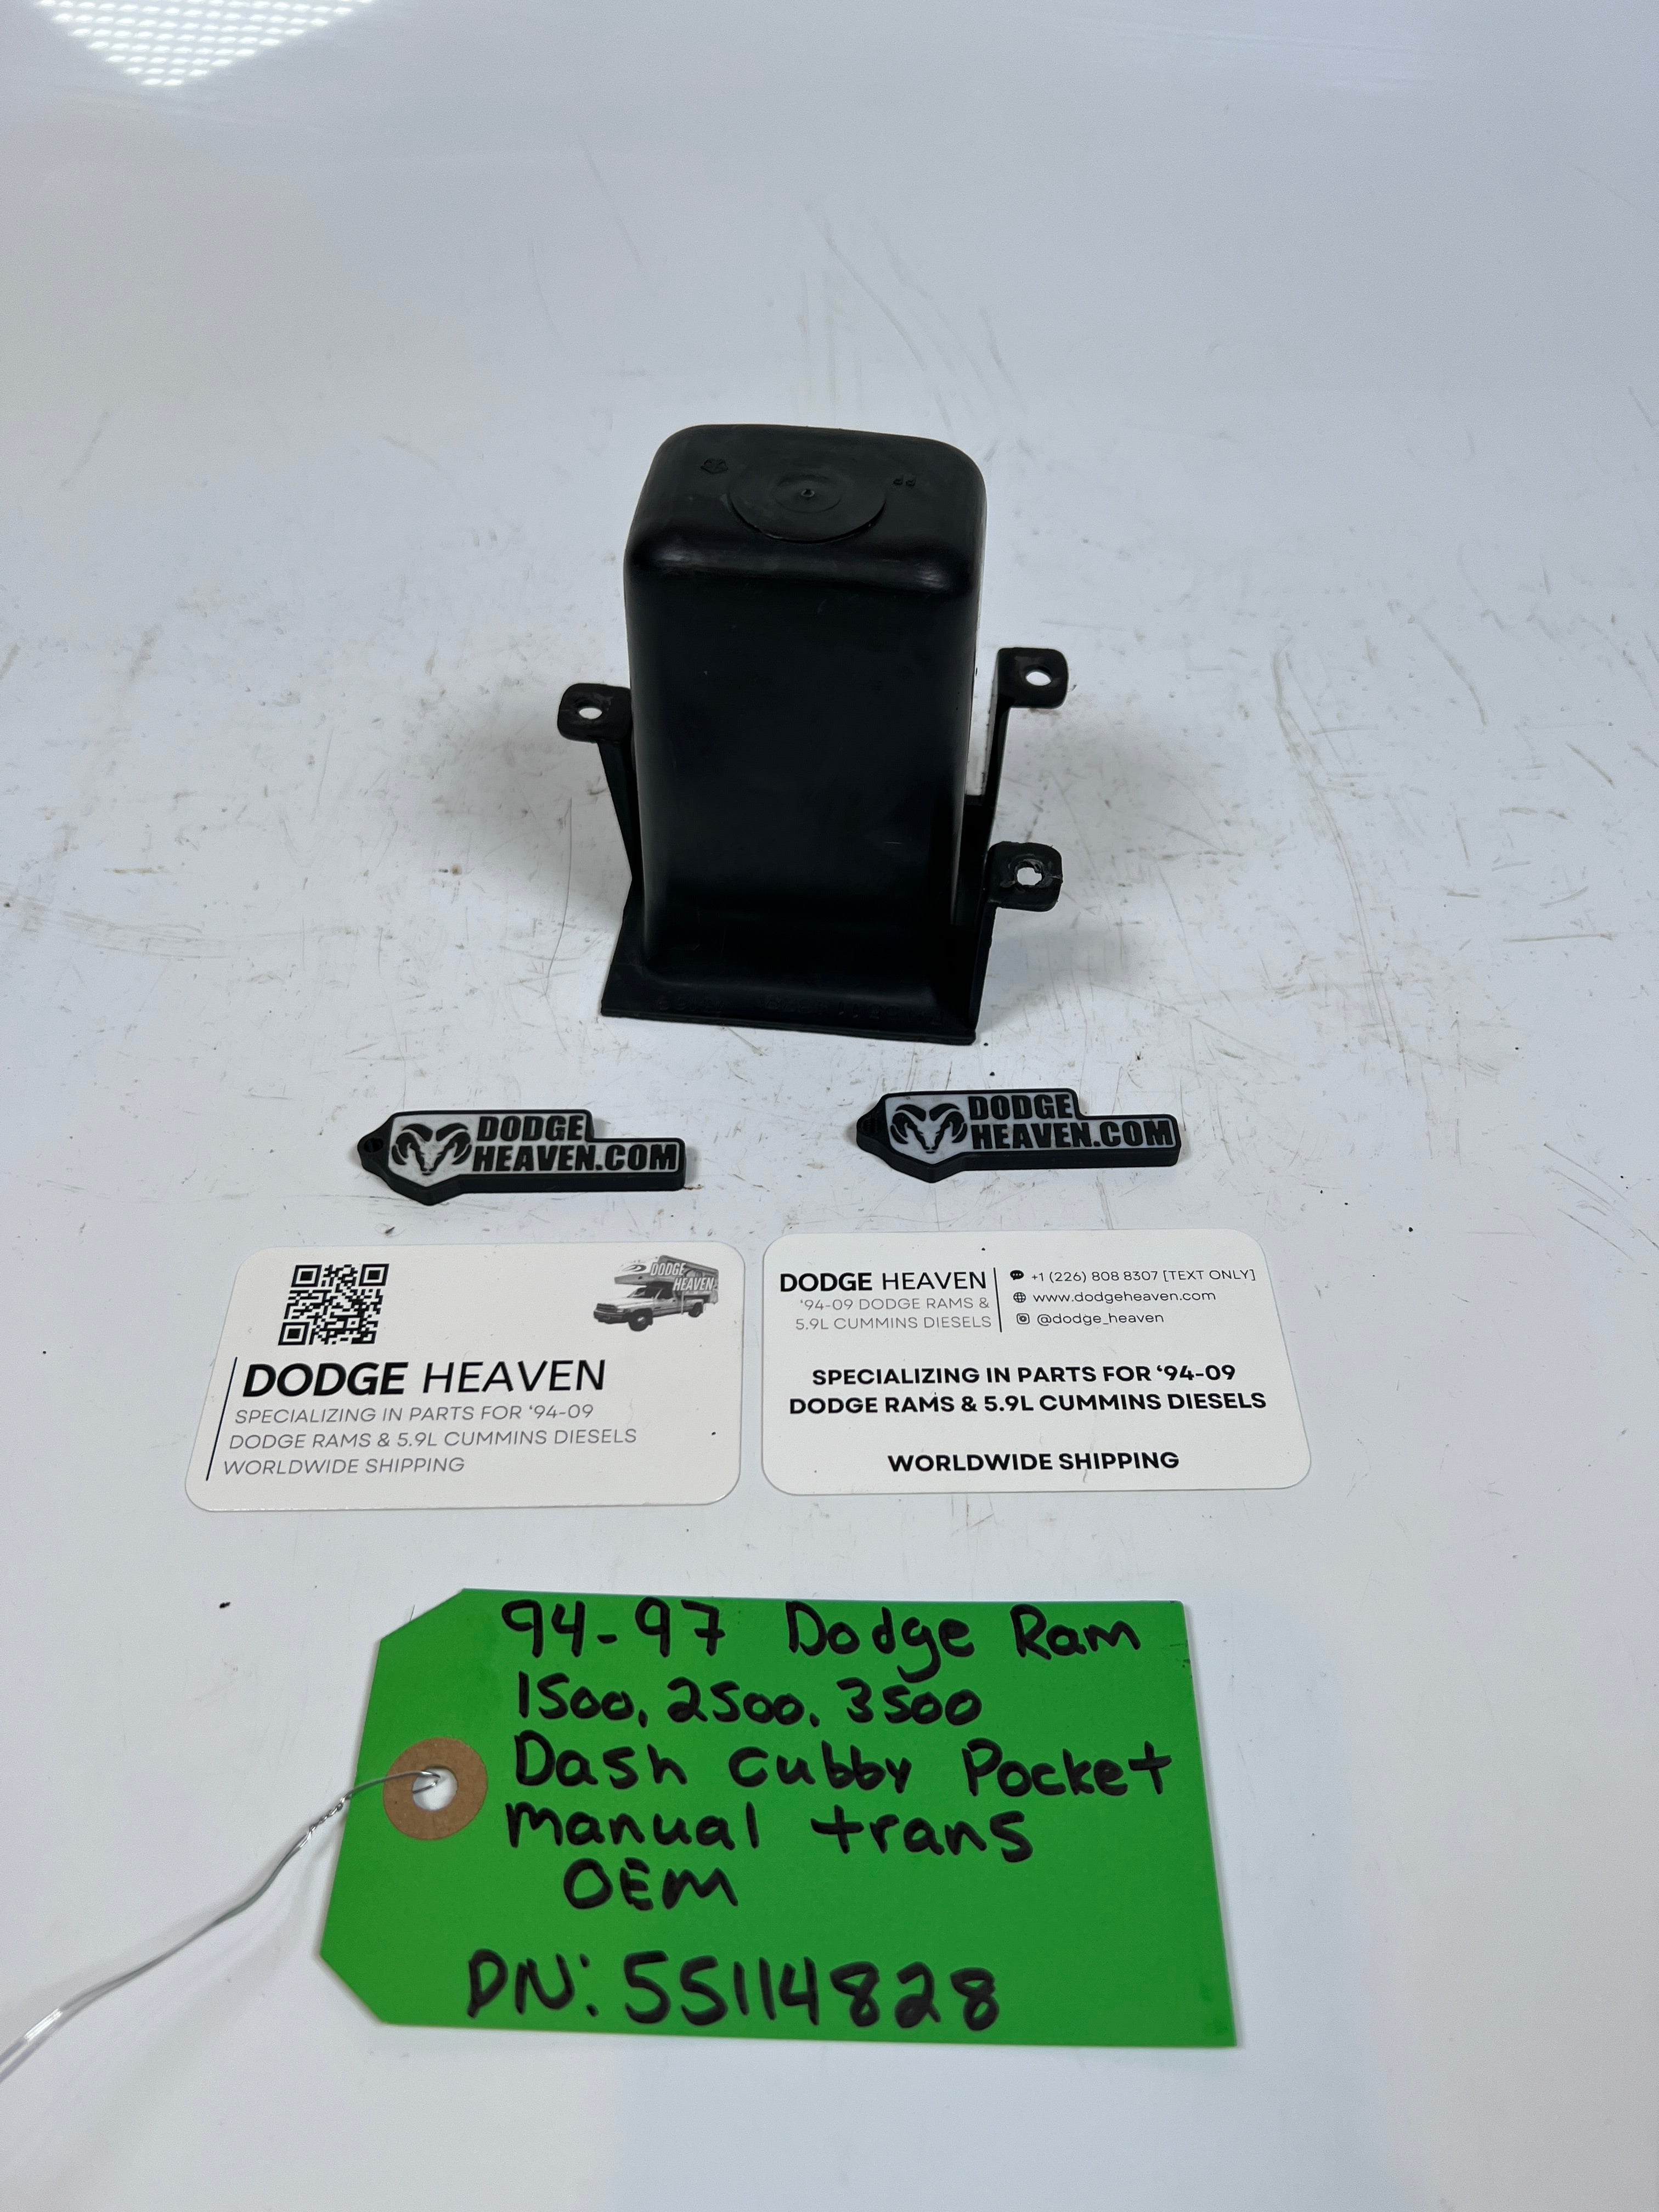 DODGE
HEAVEN.COM
DODGE
HEAVEN.COM
DODGE
HEAVEN
DODGE HEAVEN
SPECIALIZING IN PARTS FOR ‘94-09
DODGE RAMS & 5.9L CUMMINS DIESELS
WORLDWIDE SHIPPING
DODGE HEAVEN
‘94-09 DODGE RAMS &
5.9L CUMMINS DIESELS
+1 (226) 808 8307 [TEXT ONLY]
www.dodgeheaven.com
@dodge_heaven
SPECIALIZING IN PARTS FOR ‘94-09
DODGE RAMS & 5.9L CUMMINS DIESELS
WORLDWIDE SHIPPING
94-97 Dodge Ram
1500, 2500, 3500
Dash cubby Pocket
manual trans
OEM
PN: 55114828